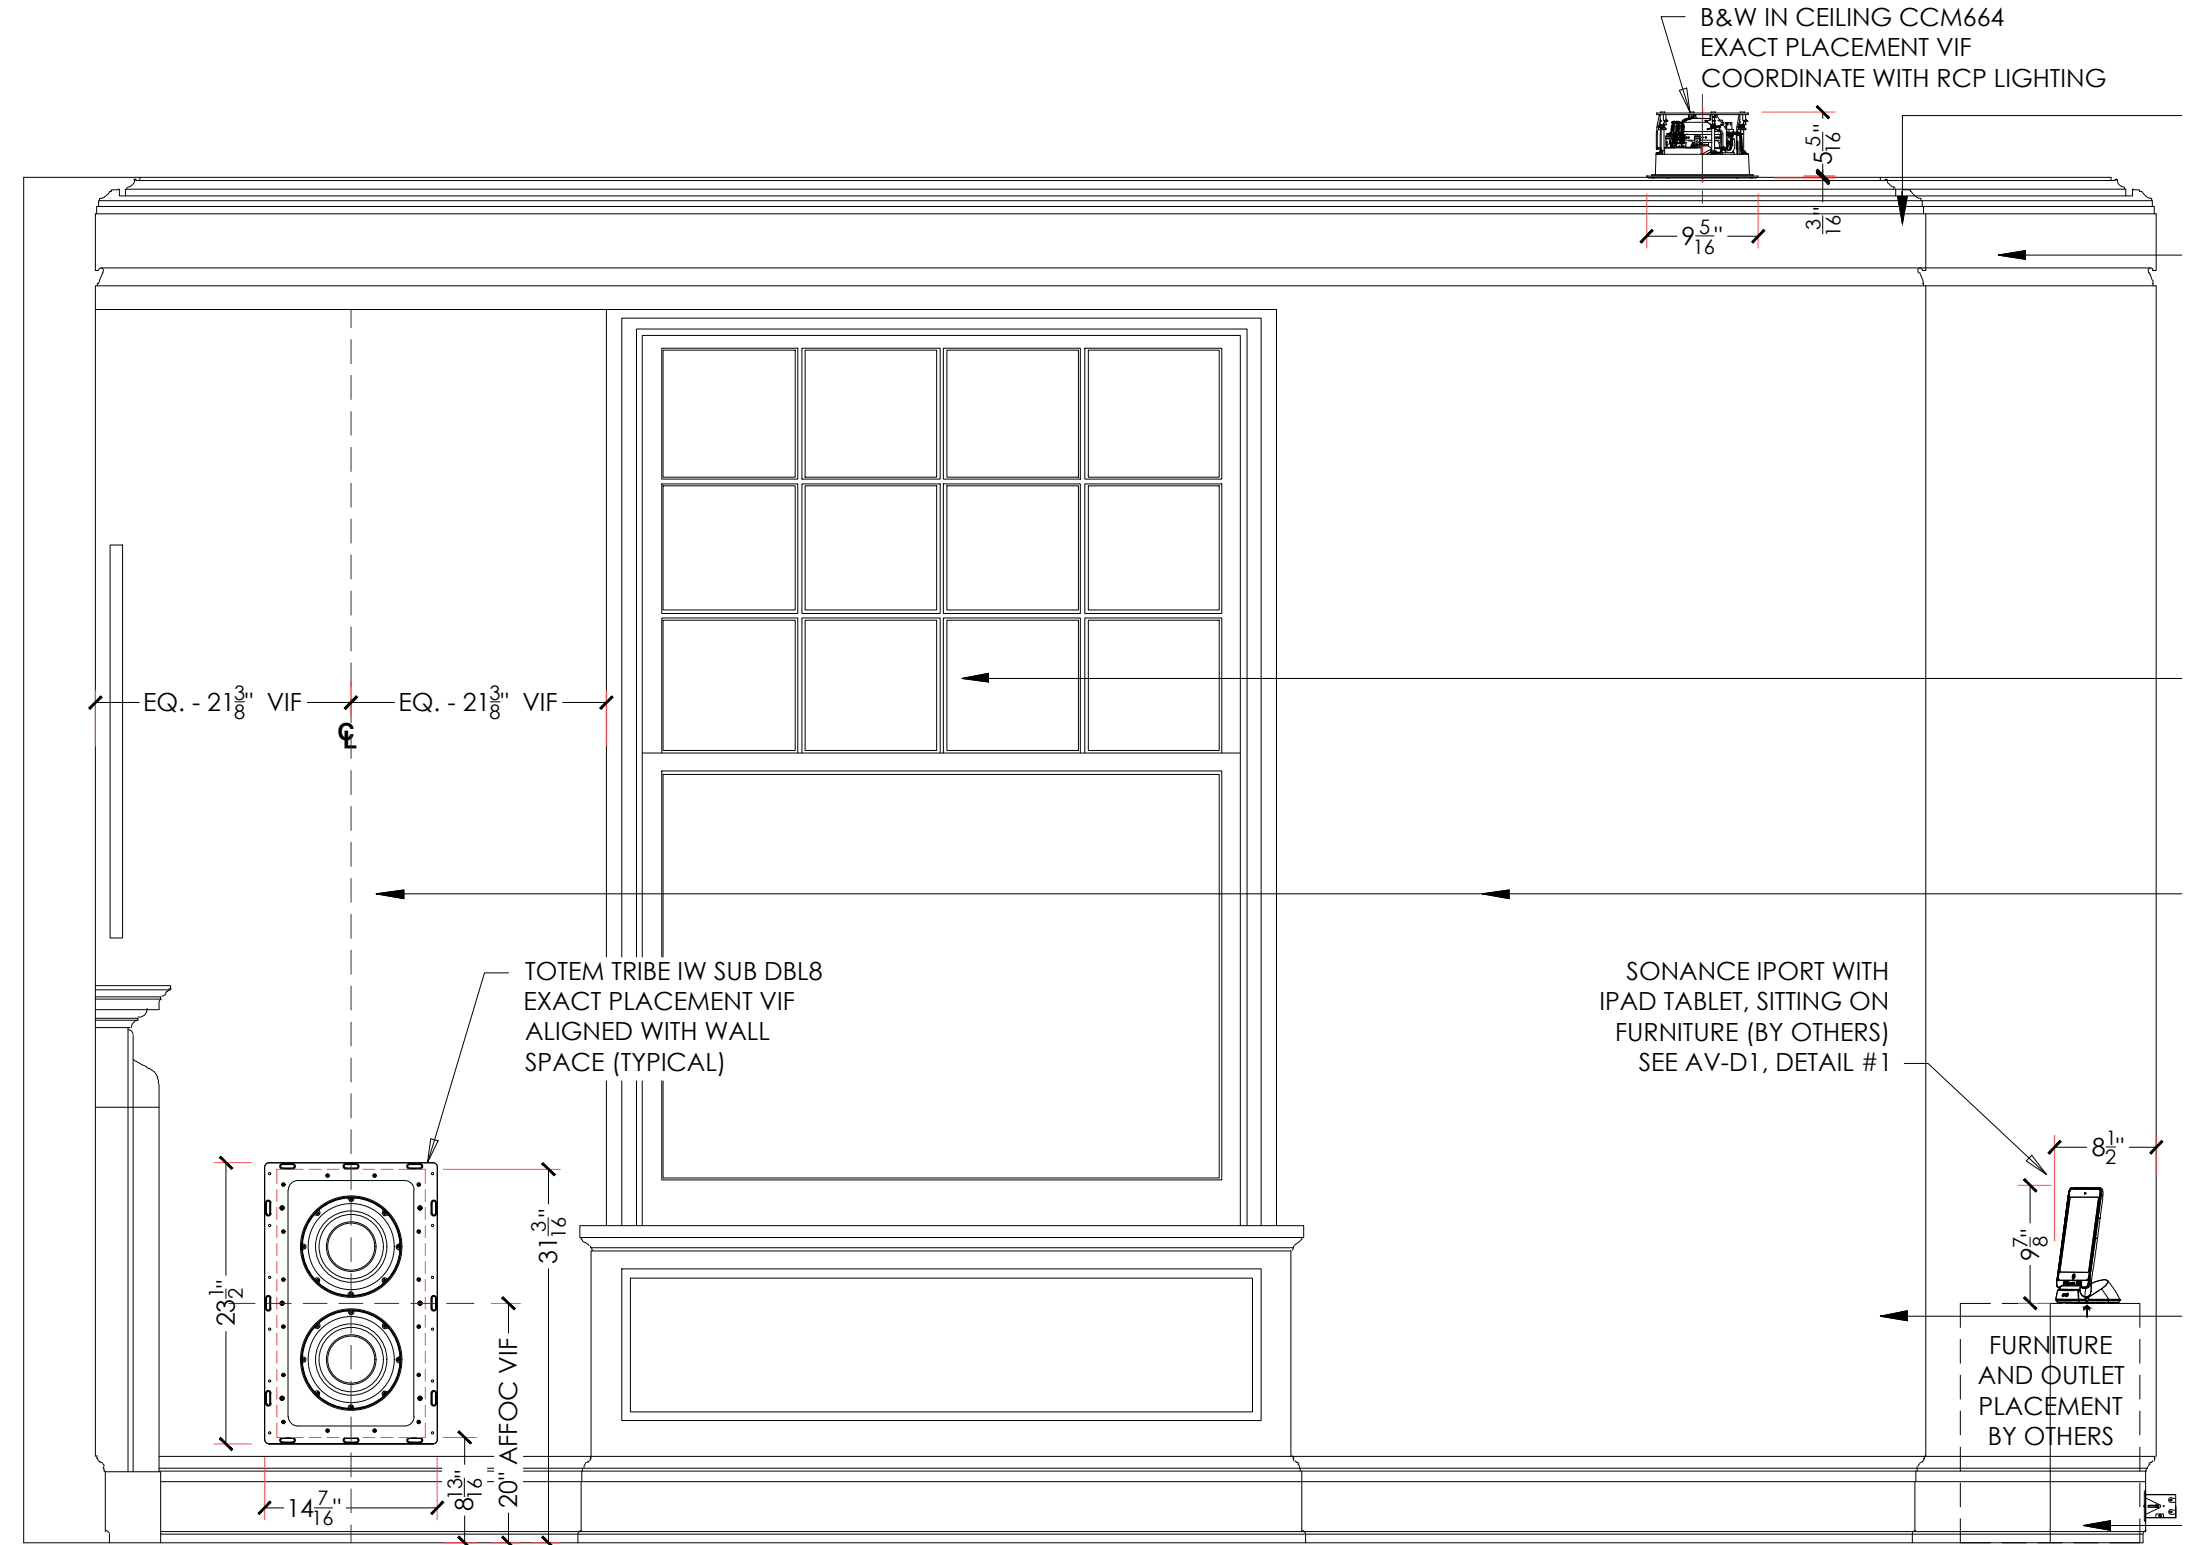 B&W IN CEILING CCM664
EXACT PLACEMENT VIF
COORDINATE WITH RCP LIGHTING
5 5/16"
3/16"
9 5/16"
EQ. - 21 3/8" VIF
EQ. - 21 3/8" VIF
CL
TOTEM TRIBE IW SUB DBL8
EXACT PLACEMENT VIF
ALIGNED WITH WALL
SPACE (TYPICAL)
SONANCE IPORT WITH
IPAD TABLET, SITTING ON
FURNITURE (BY OTHERS)
SEE AV-D1, DETAIL #1
8 1/2"
9 7/8"
23 1/2"
31 3/16"
20" AFFOC VIF
8 13/16"
14 7/16"
FURNITURE
AND OUTLET
PLACEMENT
BY OTHERS